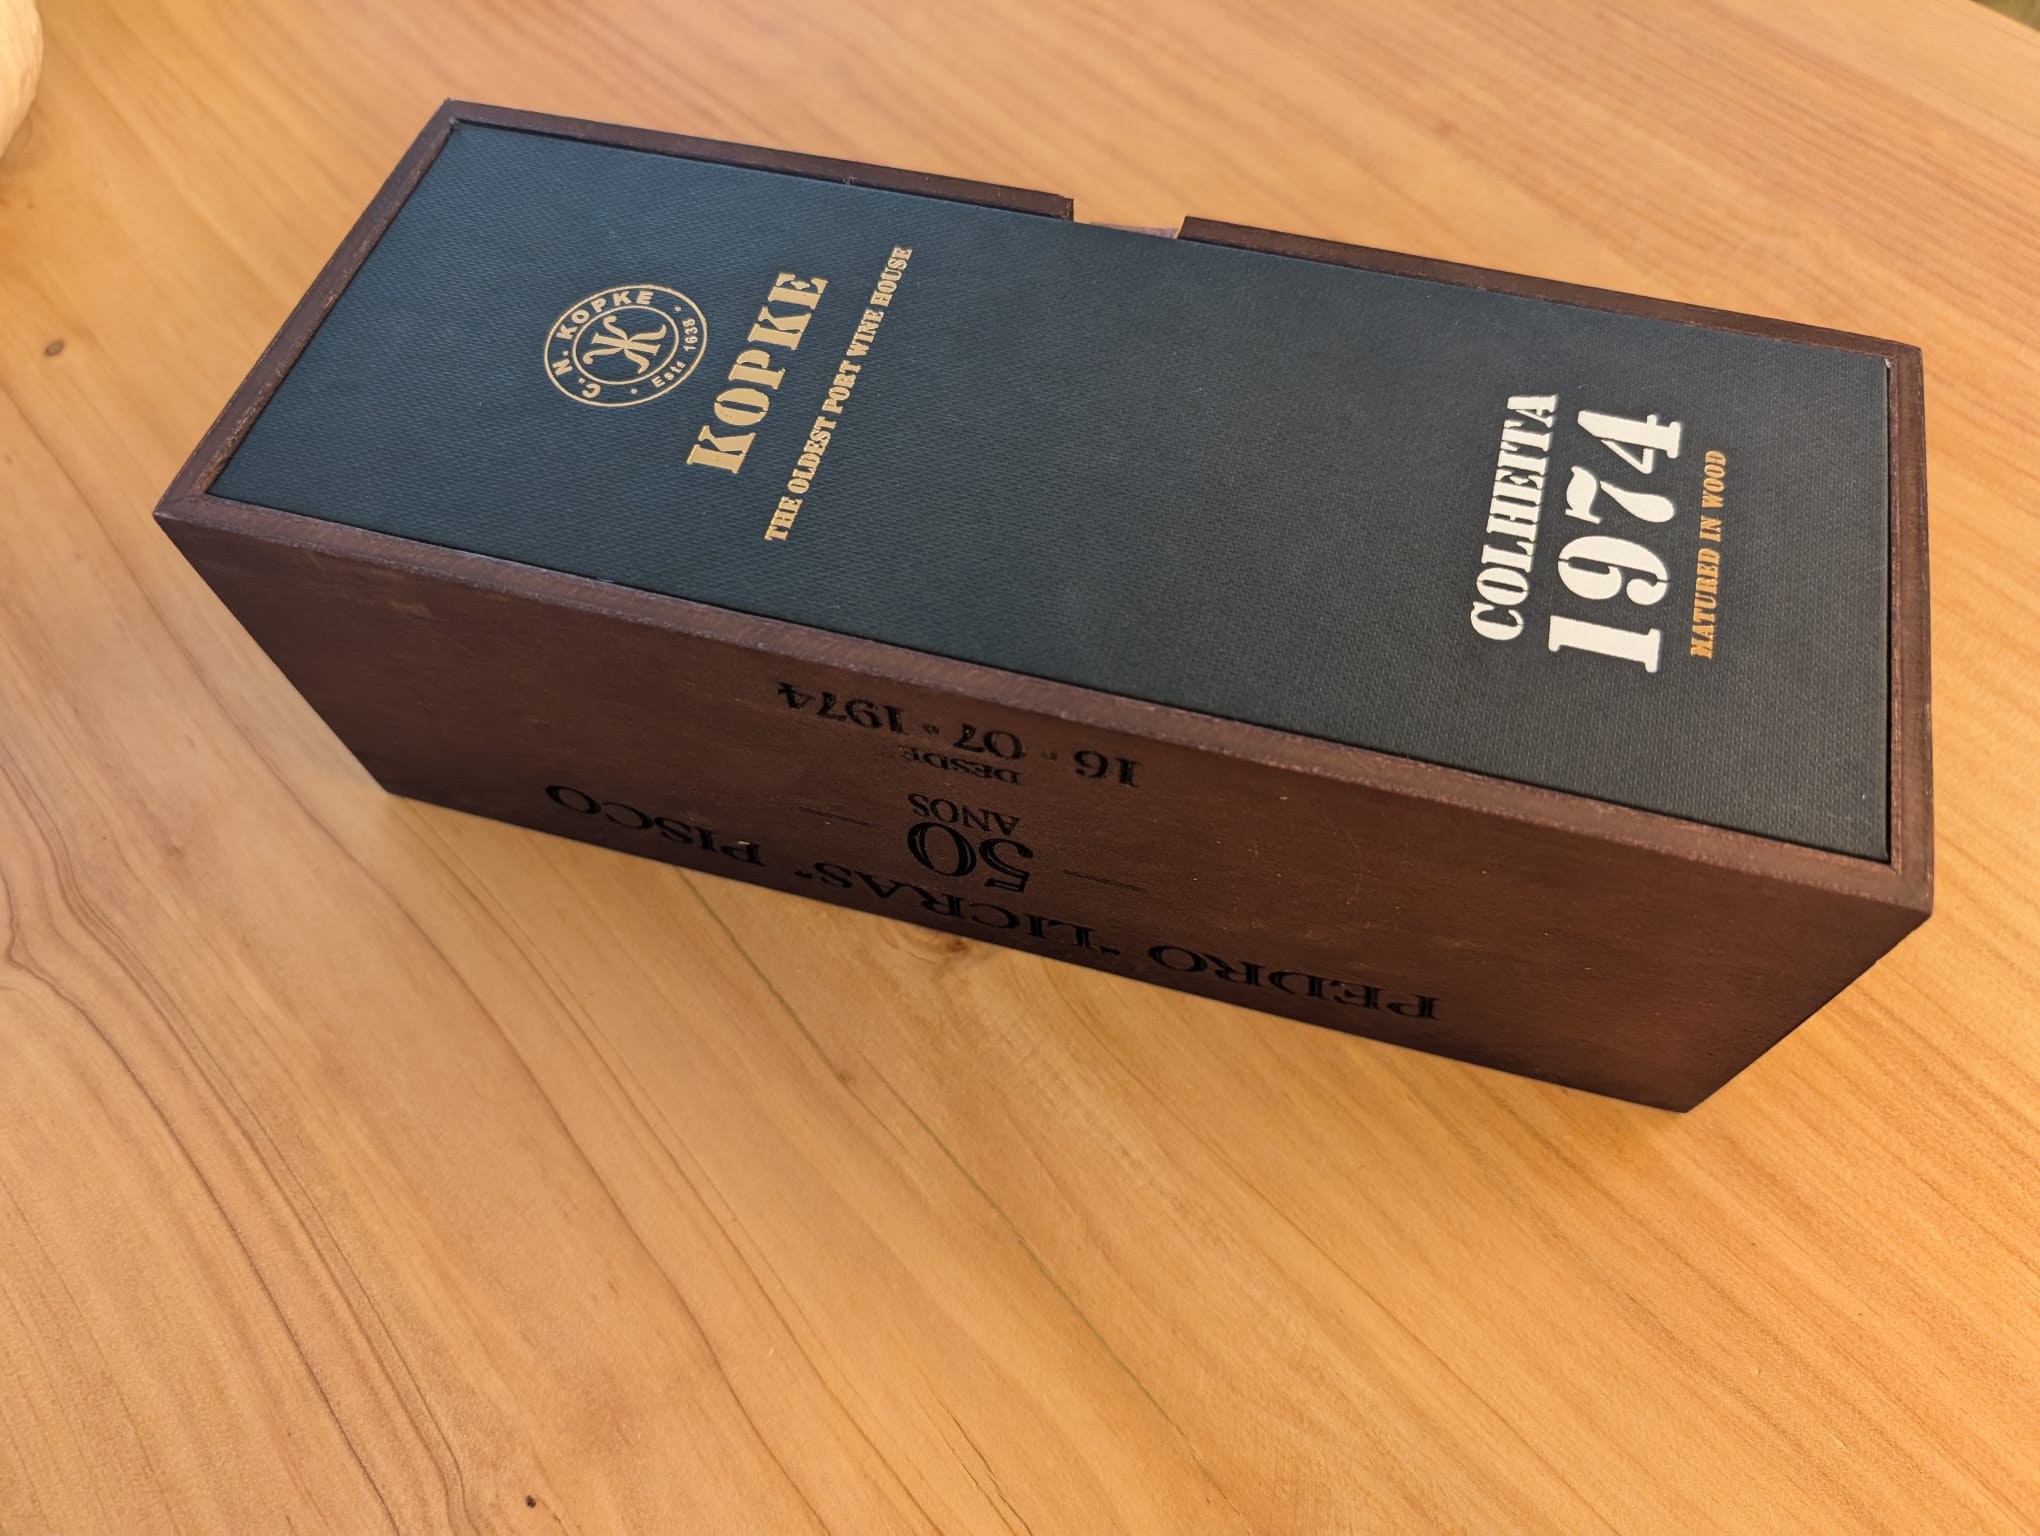 C. N. KOPKE
Estd 1638
KOPKE
THE OLDEST PORT WINE HOUSE
COLHEITA
1974
MATURED IN WOOD
PEDRO "LICRAS" PISCO
50
ANOS
DESDE
16 · 07 · 1974